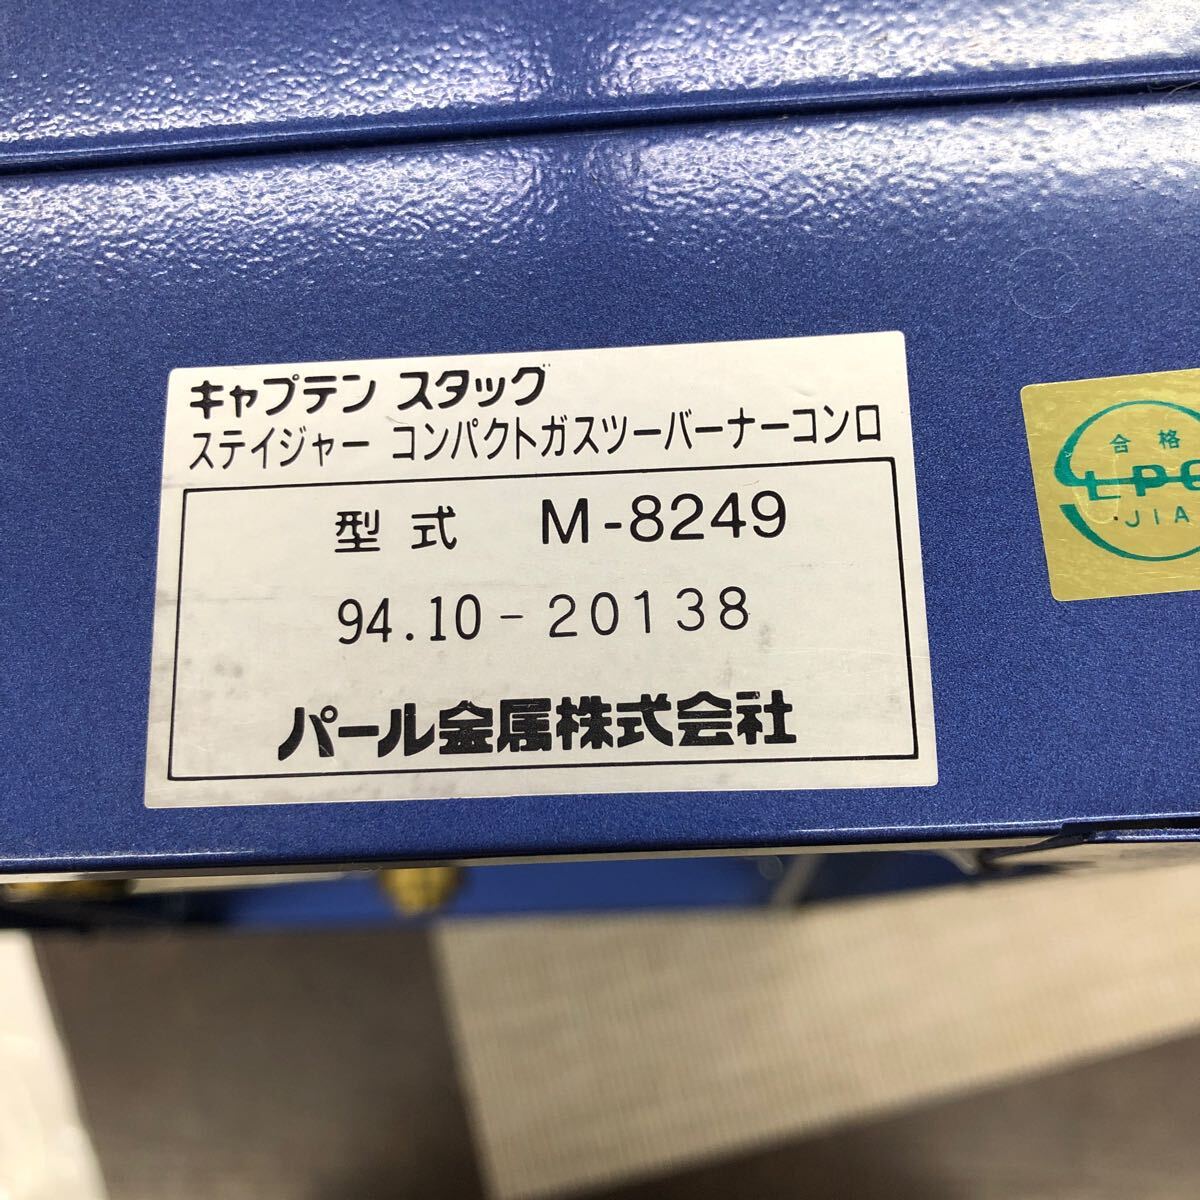 キャプテン スタッグ
ステイジャー コンパクトガスツーバーナーコンロ
型式 M-8249
94.10-20138
パール金属株式会社
合格
LPG
JIA